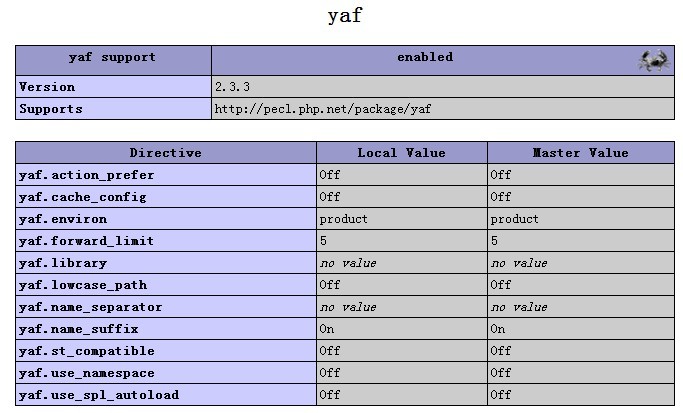 yaf
yaf support enabled
Version 2.3.3
Supports http://pecl.php.net/package/yaf
Directive Local Value Master Value
yaf.action_prefer Off Off
yaf.cache_config Off Off
yaf.environ product product
yaf.forward_limit 5 5
yaf.library no value no value
yaf.lowcase_path Off Off
yaf.name_separator no value no value
yaf.name_suffix On On
yaf.st_compatible Off Off
yaf.use_namespace Off Off
yaf.use_spl_autoload Off Off